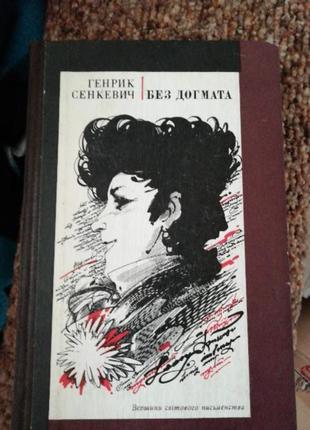 ГЕНРИК
СЕНКЕВИЧ
БЕЗ ДОГМАТА
Вершини світового письменства